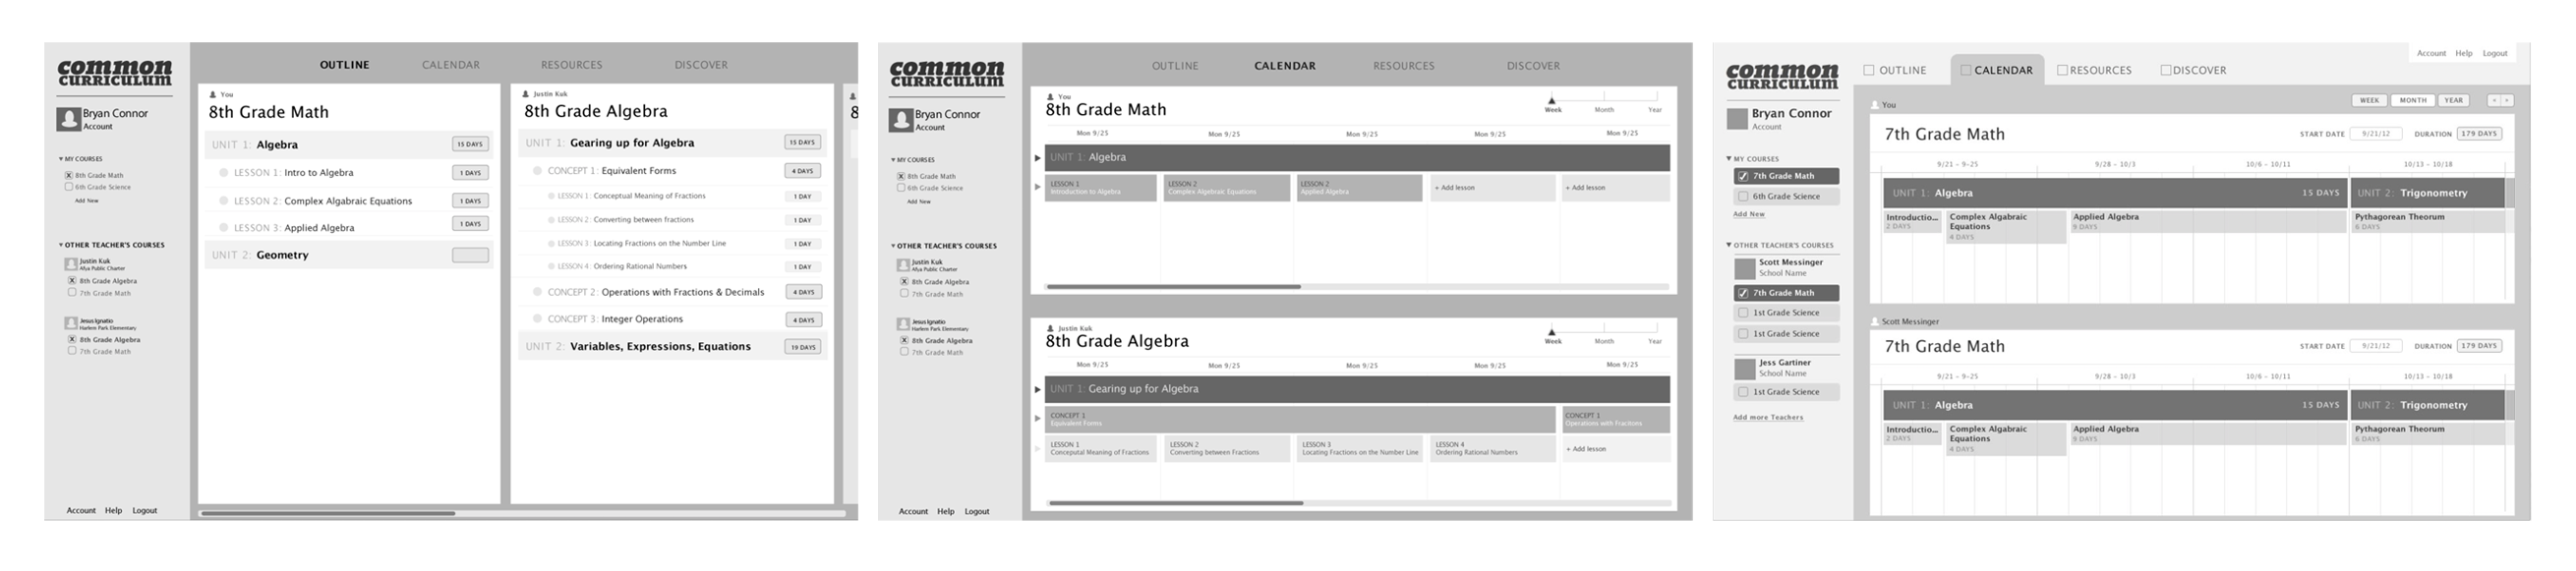 common
CURRICULUM
Bryan Connor
Account
▼ MY COURSES
8th Grade Math
6th Grade Science
Add New
▼ OTHER TEACHER'S COURSES
Justin Kuk
Afya Public Charter
8th Grade Algebra
7th Grade Math
Jesus Ignatio
Harlem Park Elementary
8th Grade Algebra
7th Grade Math
Account Help Logout
OUTLINE CALENDAR RESOURCES DISCOVER
You
8th Grade Math
UNIT 1: Algebra 15 DAYS
LESSON 1: Intro to Algebra 1 DAYS
LESSON 2: Complex Algabraic Equations 1 DAYS
LESSON 3: Applied Algebra 1 DAYS
UNIT 2: Geometry
Justin Kuk
8th Grade Algebra
UNIT 1: Gearing up for Algebra 15 DAYS
CONCEPT 1: Equivalent Forms 4 DAYS
LESSON 1: Conceptual Meaning of Fractions 1 DAY
LESSON 2: Converting between fractions 1 DAY
LESSON 3: Locating Fractions on the Number Line 1 DAY
LESSON 4: Ordering Rational Numbers 1 DAY
CONCEPT 2: Operations with Fractions & Decimals 4 DAYS
CONCEPT 3: Integer Operations 4 DAYS
UNIT 2: Variables, Expressions, Equations 19 DAYS
8
common
CURRICULUM
Bryan Connor
Account
▼ MY COURSES
8th Grade Math
6th Grade Science
Add New
▼ OTHER TEACHER'S COURSES
Justin Kuk
Afya Public Charter
8th Grade Algebra
7th Grade Math
Jesus Ignatio
Harlem Park Elementary
8th Grade Algebra
7th Grade Math
Account Help Logout
OUTLINE CALENDAR RESOURCES DISCOVER
You
8th Grade Math
Week Month Year
Mon 9/25 Mon 9/25 Mon 9/25 Mon 9/25 Mon 9/25
UNIT 1: Algebra
LESSON 1 LESSON 2 LESSON 2
Introduction to Algebra Complex Algebraic Equations Applied Algebra + Add lesson + Add lesson
Justin Kuk
8th Grade Algebra
Week Month Year
Mon 9/25 Mon 9/25 Mon 9/25 Mon 9/25 Mon 9/25
UNIT 1: Gearing up for Algebra
CONCEPT 1 CONCEPT 1
Equivalent Forms Operations with Fractions
LESSON 1 LESSON 2 LESSON 3 LESSON 4
Conceputal Meaning of Fractions Converting between Fractions Locating Fractions on the Number Line Ordering Rational Numbers + Add lesson
common
CURRICULUM
Bryan Connor
Account
▼ MY COURSES
7th Grade Math
6th Grade Science
Add New
▼ OTHER TEACHER'S COURSES
Scott Messinger
School Name
7th Grade Math
1st Grade Science
1st Grade Science
Jess Gartiner
School Name
1st Grade Science
Add more Teachers
Account Help Logout
OUTLINE CALENDAR RESOURCES DISCOVER
You WEEK MONTH YEAR
7th Grade Math START DATE 9/21/12 DURATION 179 DAYS
9/21 - 9-25 9/28 - 10/3 10/6 - 10/11 10/13 - 10/18
UNIT 1: Algebra 15 DAYS UNIT 2: Trigonometry
Introductio... Complex Algabraic Equations Applied Algebra Pythagorean Theorum
2 DAYS 4 DAYS 9 DAYS 6 DAYS
Scott Messinger
7th Grade Math START DATE 9/21/12 DURATION 179 DAYS
9/21 - 9-25 9/28 - 10/3 10/6 - 10/11 10/13 - 10/18
UNIT 1: Algebra 15 DAYS UNIT 2: Trigonometry
Introductio... Complex Algabraic Equations Applied Algebra Pythagorean Theorum
2 DAYS 4 DAYS 9 DAYS 6 DAYS